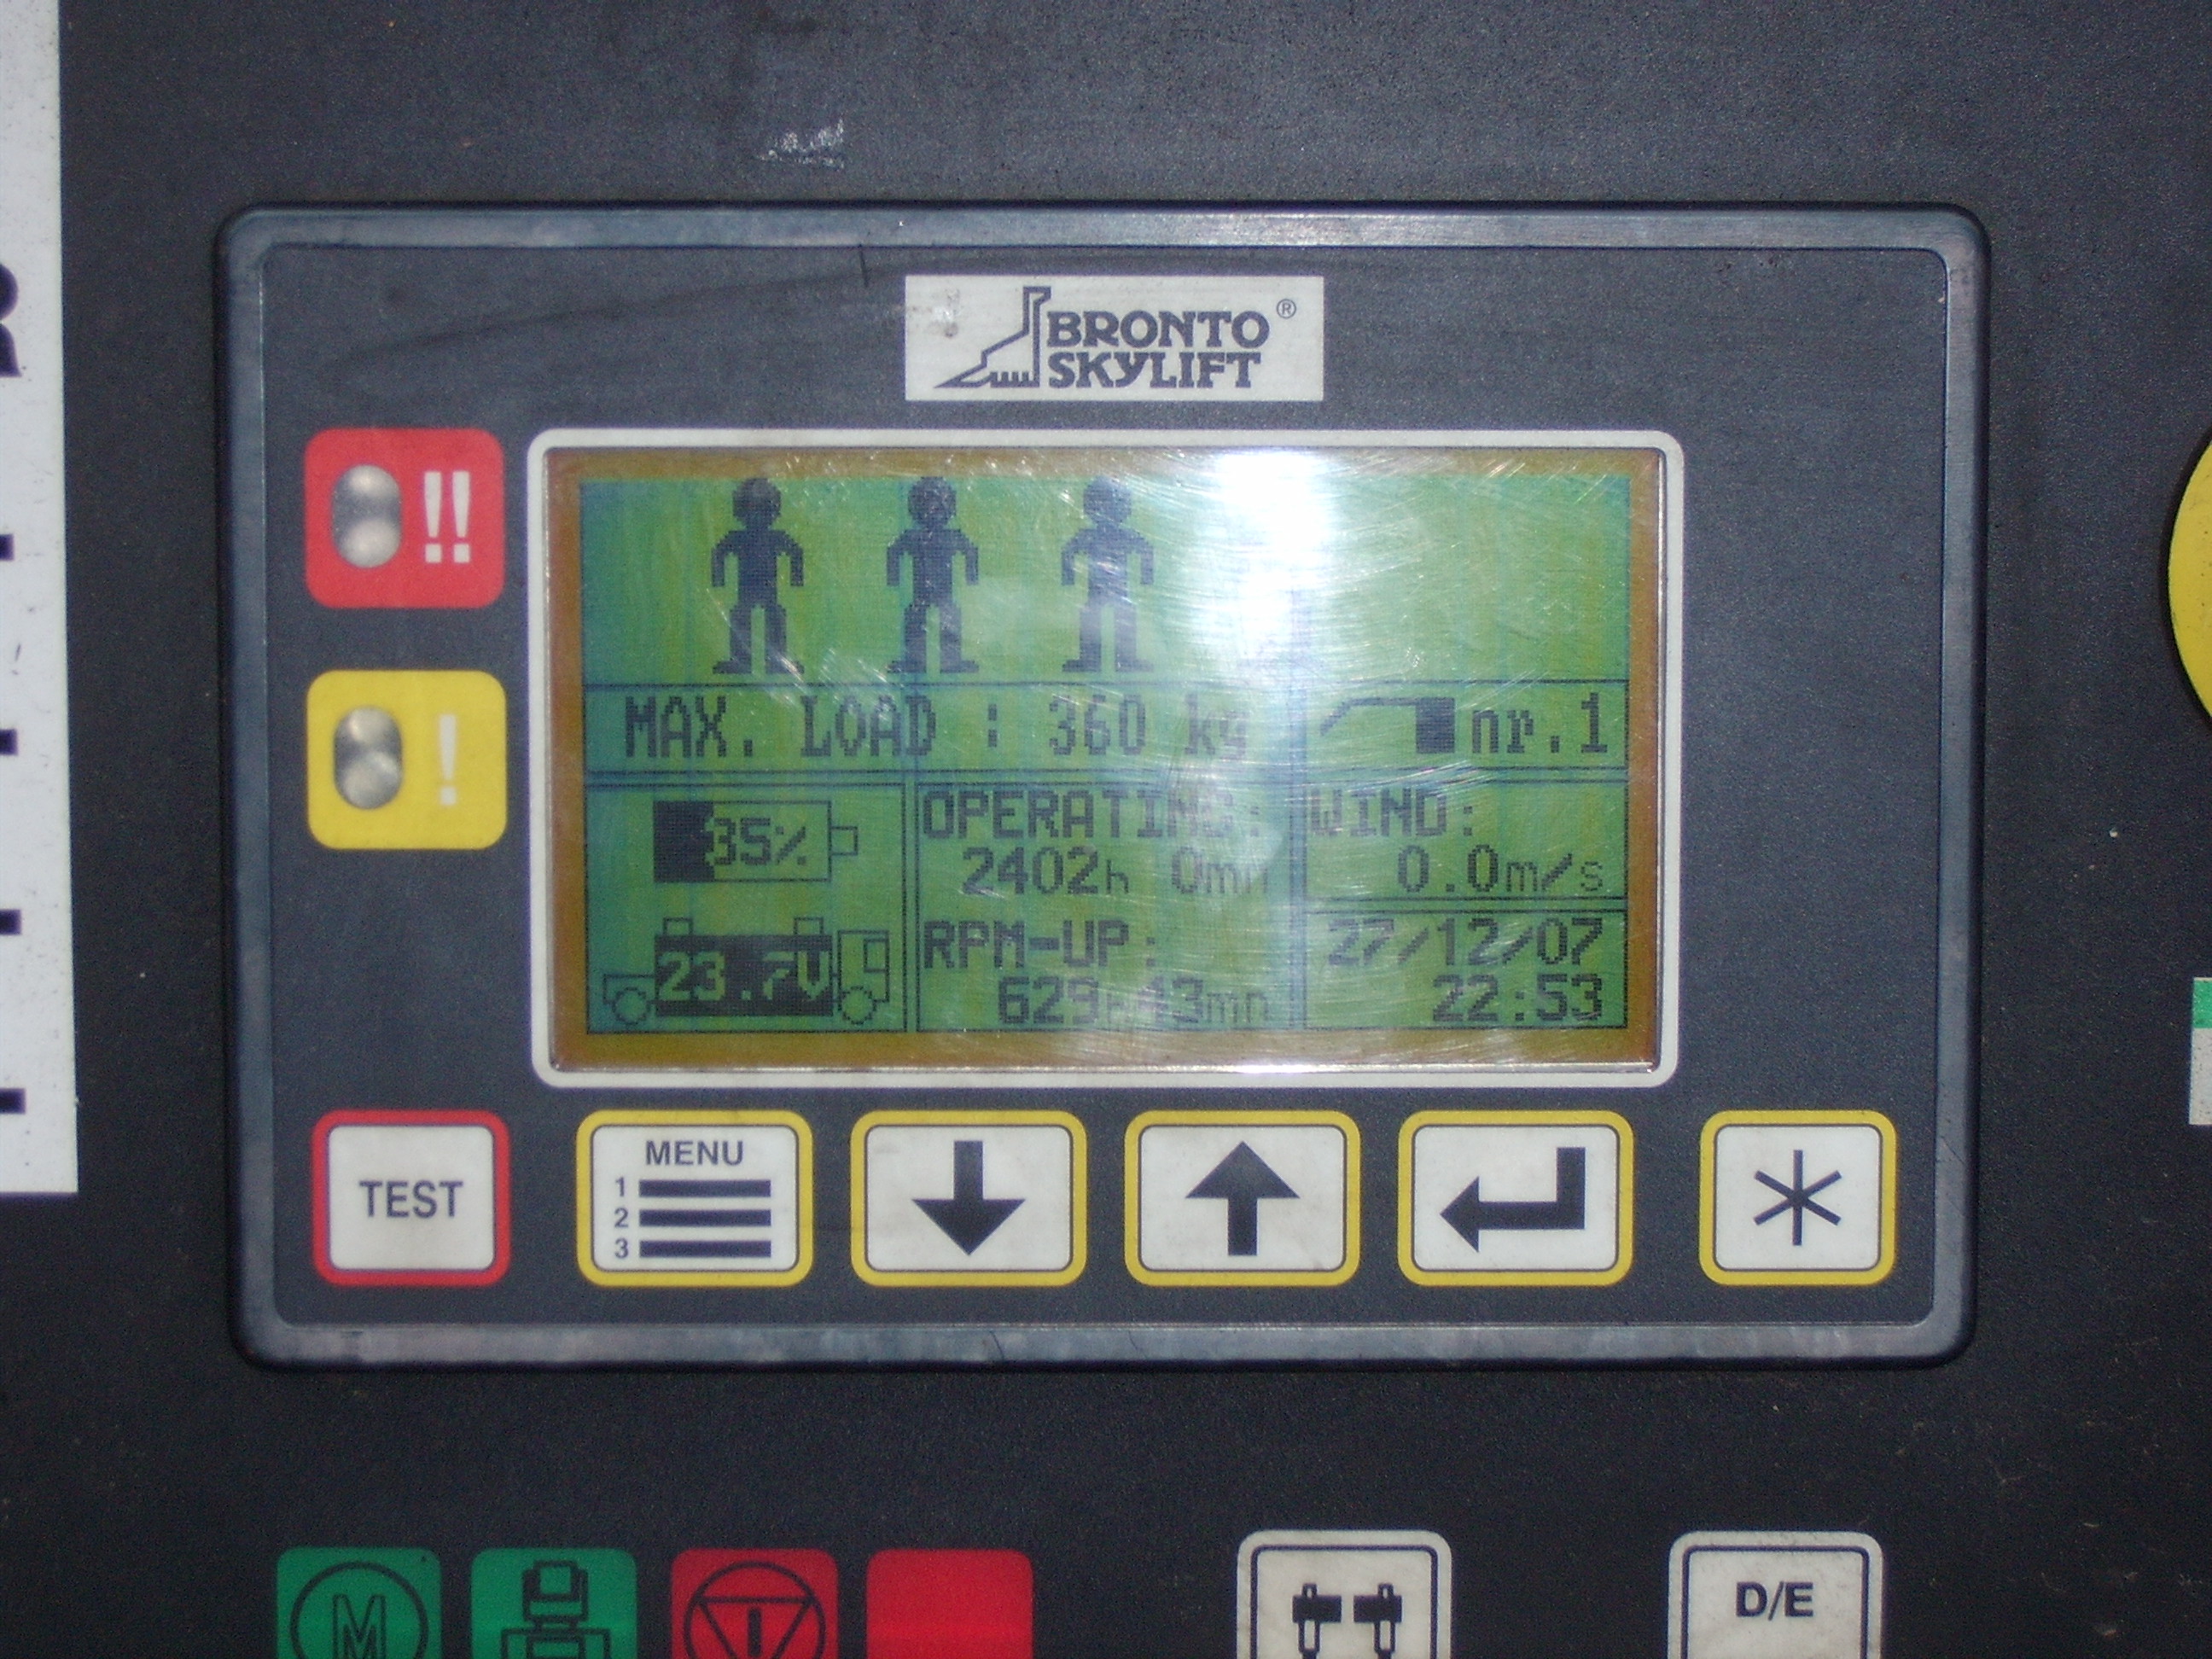 BRONTO ®
SKYLIFT
!!
!
MAX. LOAD : 360 kg
nr.1
35%
OPERATING:
2402h 0mn
WIND:
0.0m/s
23.7V
RPM-UP:
629h43mn
27/12/07
22:53
TEST
MENU
1
2
3
M
D/E